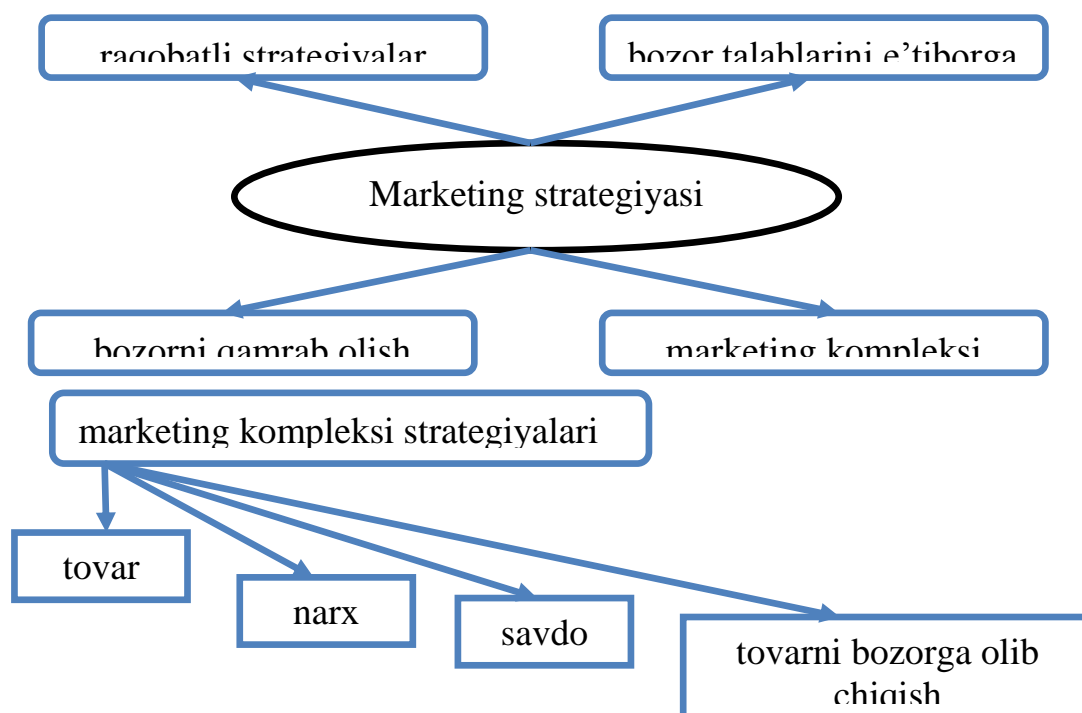 raqobatli strategiyalar
bozor talablarini e’tiborga
Marketing strategiyasi
bozorni qamrab olish
marketing kompleksi
marketing kompleksi strategiyalari
tovar
narx
savdo
tovarni bozorga olib
chiqish